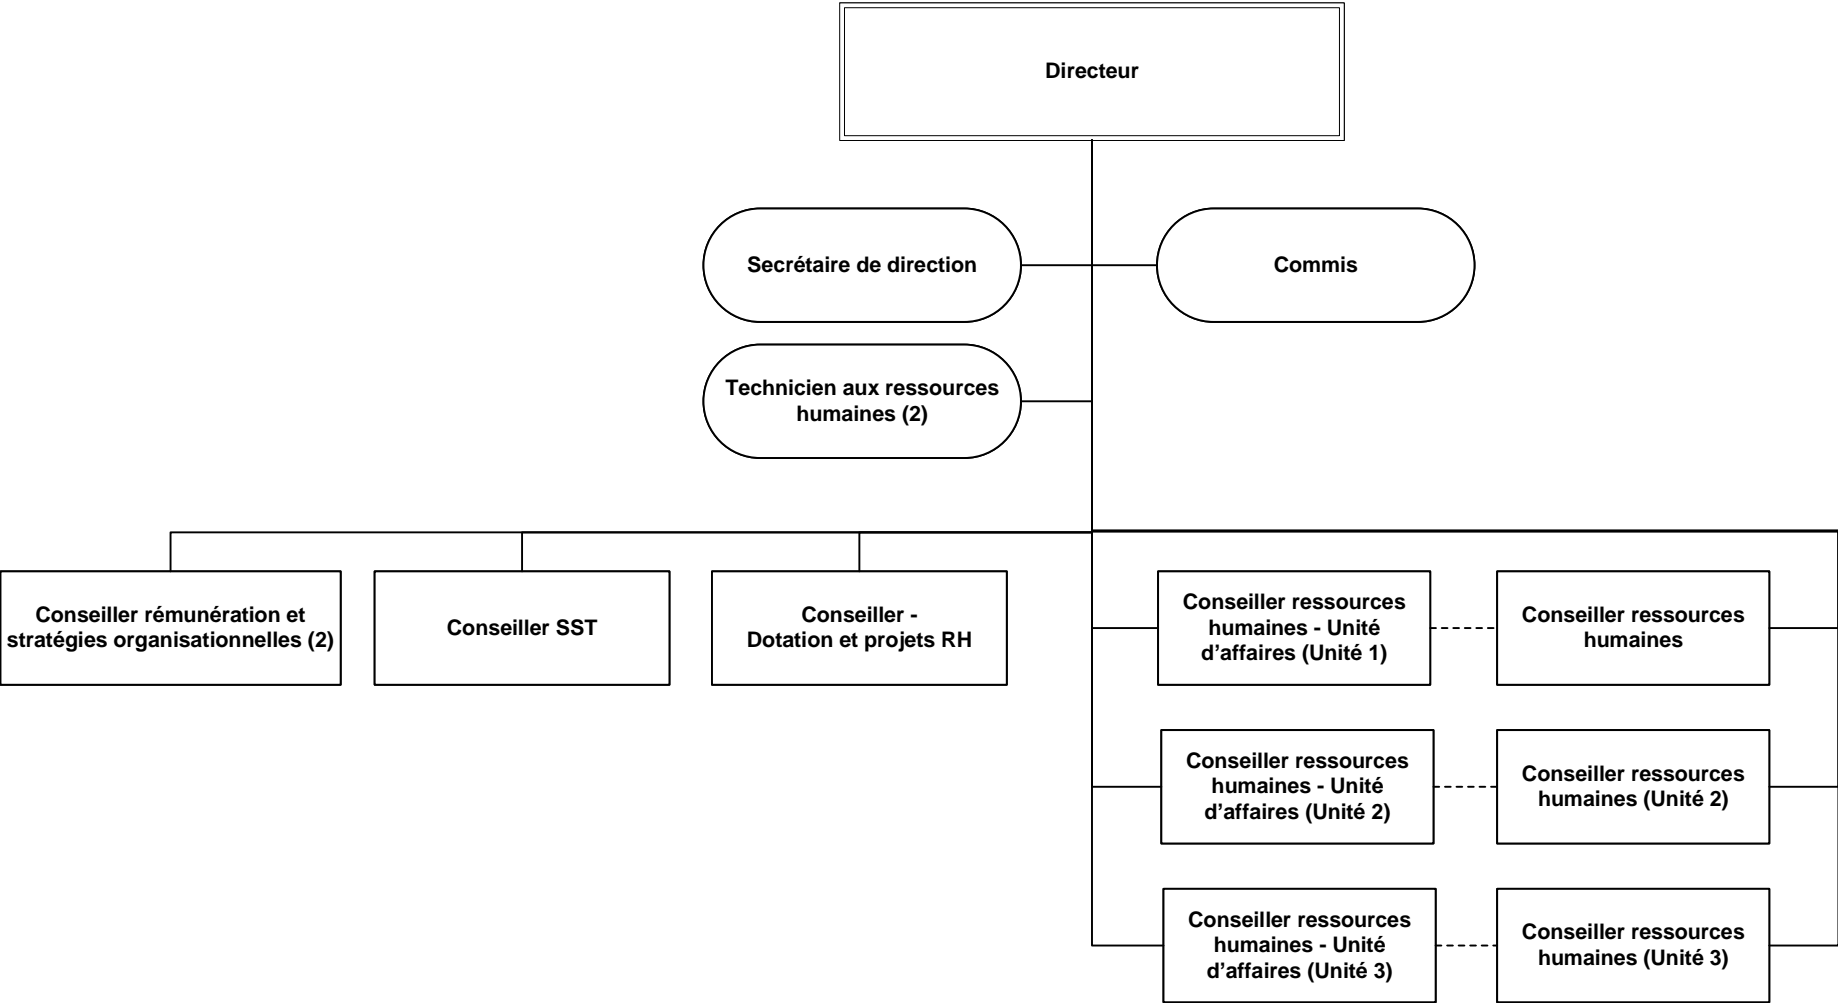 Directeur
Secrétaire de direction
Commis
Technicien aux ressources
humaines (2)
Conseiller rémunération et
stratégies organisationnelles (2)
Conseiller SST
Conseiller -
Dotation et projets RH
Conseiller ressources
humaines - Unité
d’affaires (Unité 1)
Conseiller ressources
humaines
Conseiller ressources
humaines - Unité
d’affaires (Unité 2)
Conseiller ressources
humaines (Unité 2)
Conseiller ressources
humaines - Unité
d’affaires (Unité 3)
Conseiller ressources
humaines (Unité 3)